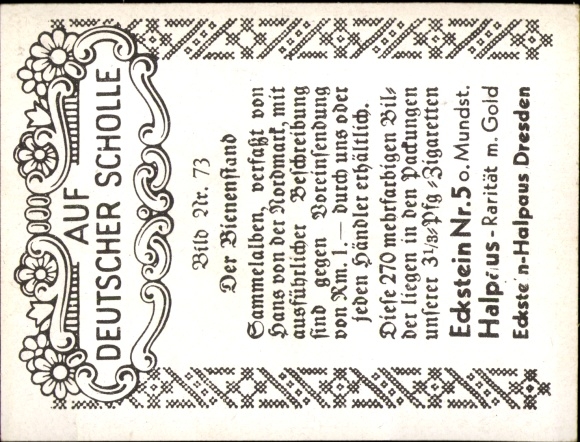 AUF
DEUTSCHER SCHOLLE
Bild Nr. 73
Der Bienenstand
Sammelalben, verfaßt von
Hans von der Nordmark, mit
ausführlicher Beschreibung
sind gegen Voreinsendung
von Rm. 1.— durch uns oder
jeden Händler erhältlich.
Diese 270 mehrfarbigen Bil-
der liegen in den Packungen
unserer 3⅓-Pfg-Zigaretten
Eckstein Nr. 5 o. Mundst.
Halpaus-Rarität m. Gold
Eckstein-Halpaus Dresden